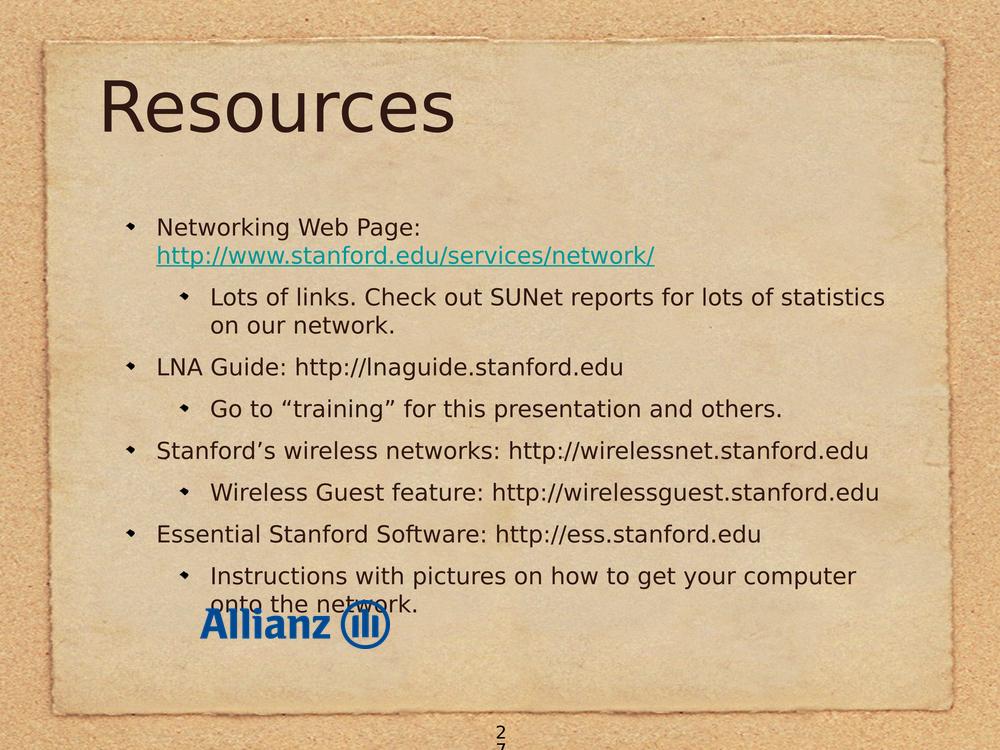 Resources
Networking Web Page:
http://www.stanford.edu/services/network/
Lots of links. Check out SUNet reports for lots of statistics
on our network.
LNA Guide: http://lnaguide.stanford.edu
Go to “training” for this presentation and others.
Stanford’s wireless networks: http://wirelessnet.stanford.edu
Wireless Guest feature: http://wirelessguest.stanford.edu
Essential Stanford Software: http://ess.stanford.edu
Instructions with pictures on how to get your computer
onto the network.
Allianz
2
7